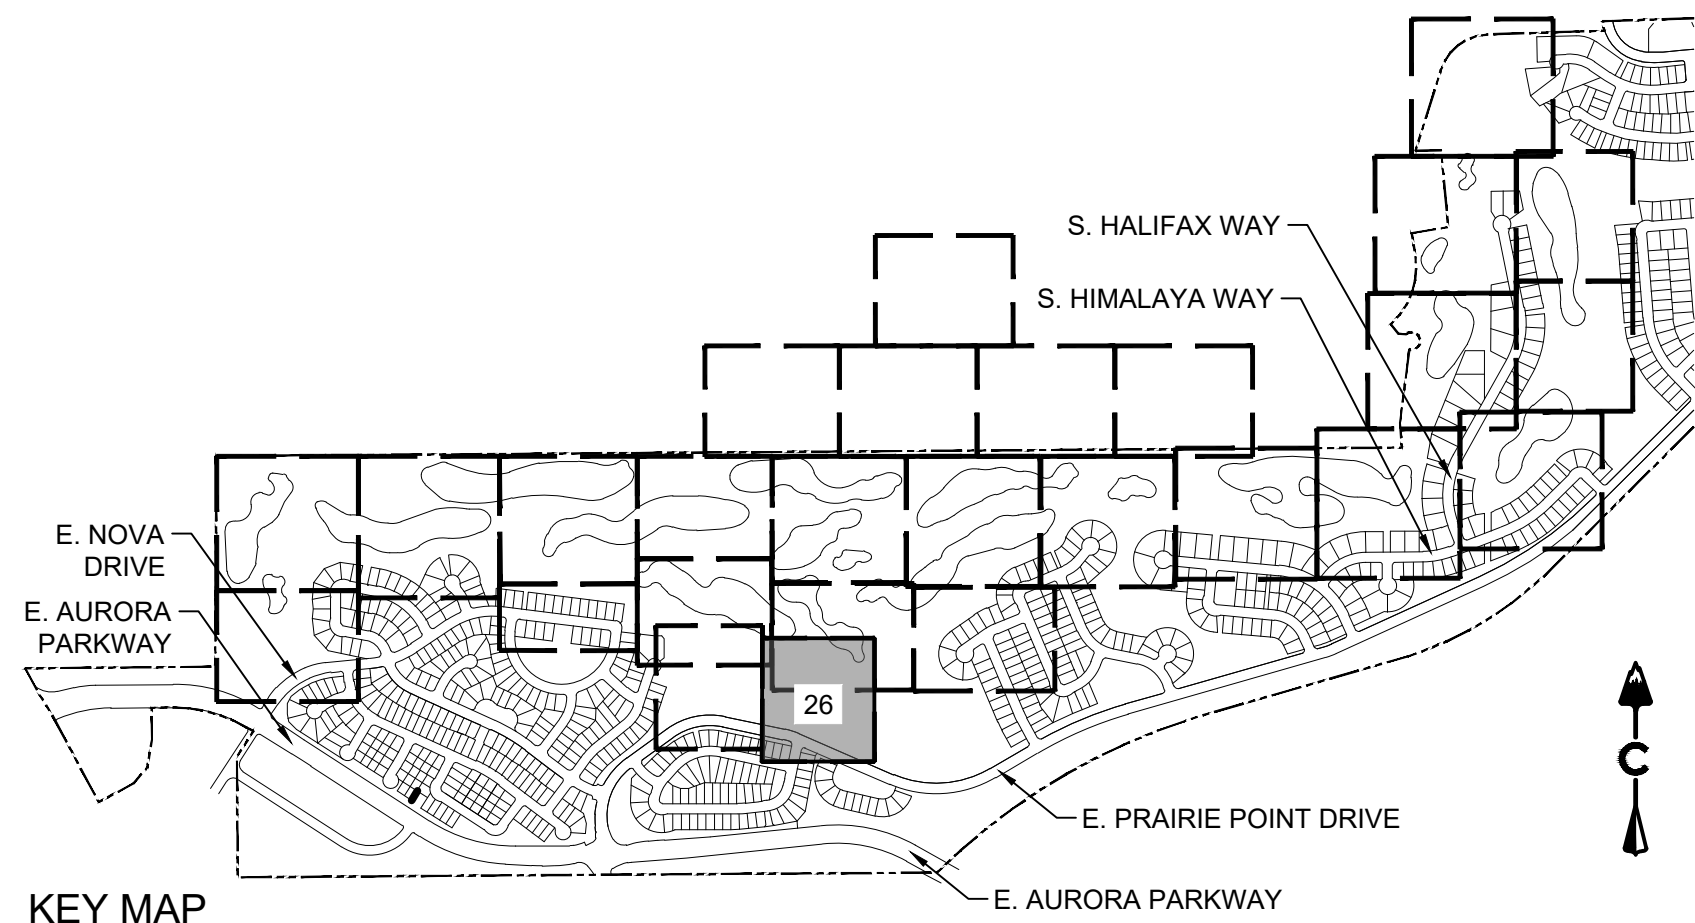 S. HALIFAX WAY
S. HIMALAYA WAY
E. NOVA
DRIVE
E. AURORA
PARKWAY
26
E. PRAIRIE POINT DRIVE
E. AURORA PARKWAY
KEY MAP
C